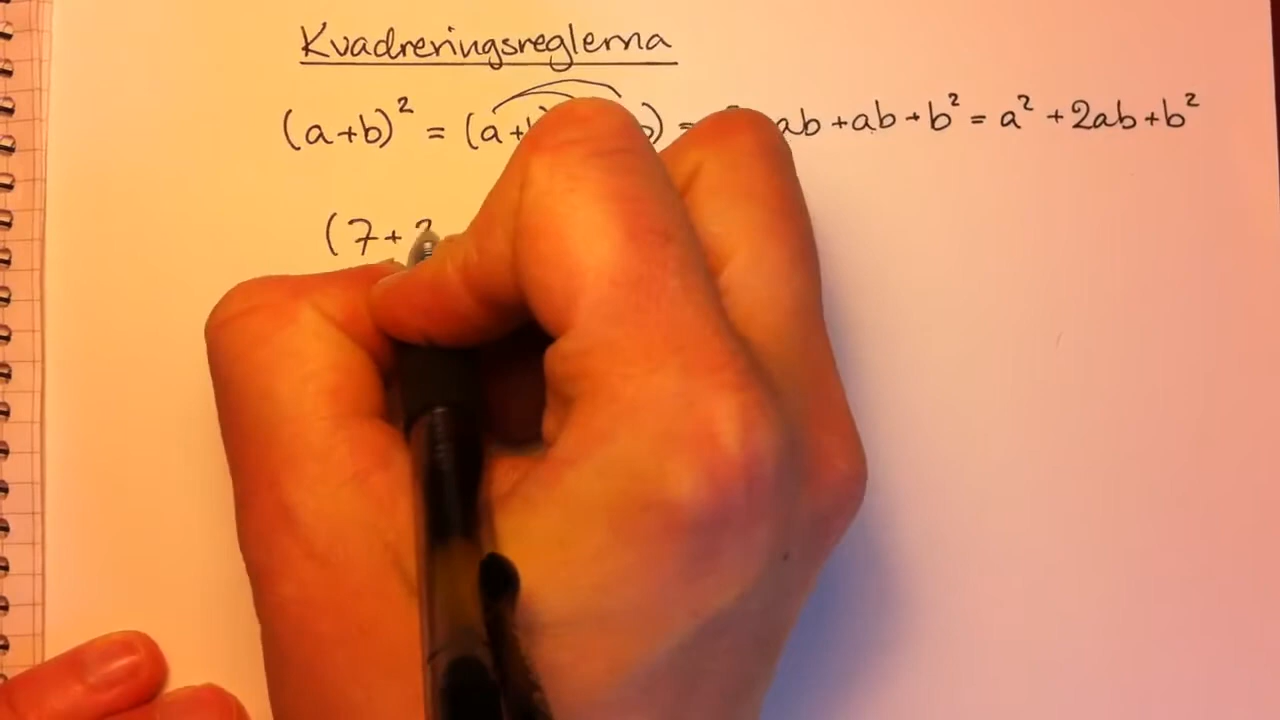 Kvadreringsreglerna
(a+b)² = (a+ b) = ab + ab + b² = a² + 2ab + b²
(7+